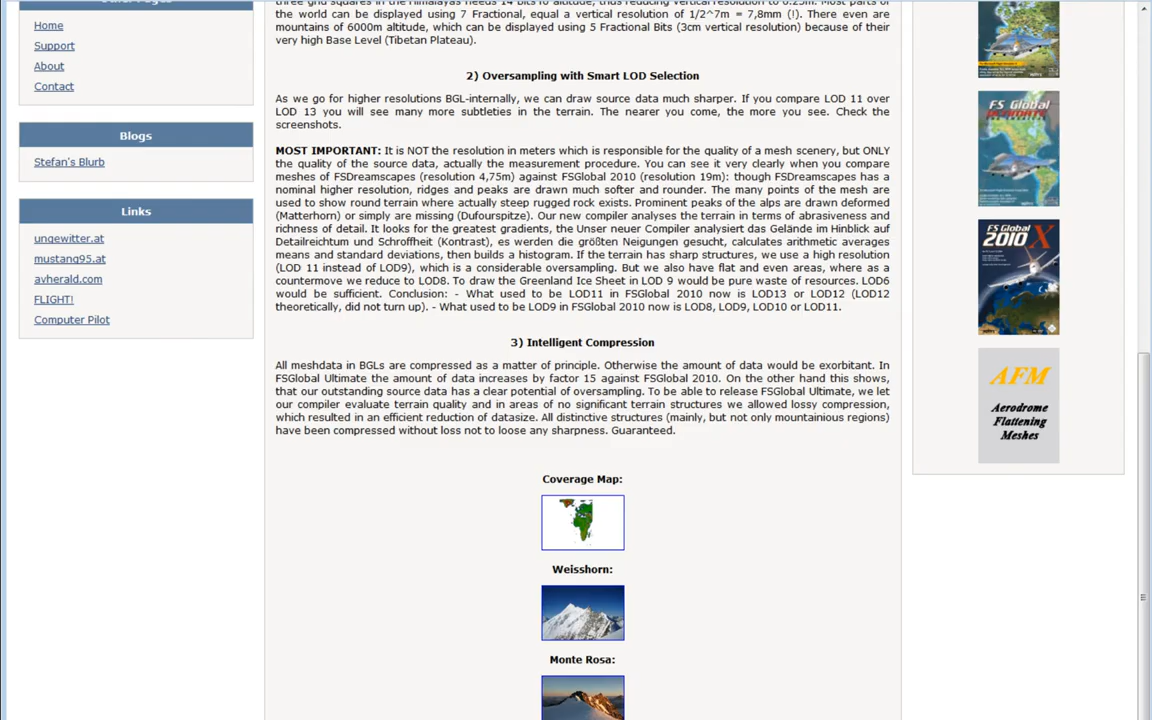 Home
Support
About
Contact
Blogs
Stefan's Blurb
Links
ungewitter.at
mustang95.at
avherald.com
FLIGHT!
Computer Pilot
the world can be displayed using 7 Fractional, equal a vertical resolution of 1/2^7m = 7,8mm (!). There even are
mountains of 6000m altitude, which can be displayed using 5 Fractional Bits (3cm vertical resolution) because of their
very high Base Level (Tibetan Plateau).
2) Oversampling with Smart LOD Selection
As we go for higher resolutions BGL-internally, we can draw source data much sharper. If you compare LOD 11 over
LOD 13 you will see many more subtleties in the terrain. The nearer you come, the more you see. Check the
screenshots.
MOST IMPORTANT: It is NOT the resolution in meters which is responsible for the quality of a mesh scenery, but ONLY
the quality of the source data, actually the measurement procedure. You can see it very clearly when you compare
meshes of FSDreamscapes (resolution 4,75m) against FSGlobal 2010 (resolution 19m): though FSDreamscapes has a
nominal higher resolution, ridges and peaks are drawn much softer and rounder. The many points of the mesh are
used to show round terrain where actually steep rugged rock exists. Prominent peaks of the alps are drawn deformed
(Matterhorn) or simply are missing (Dufourspitze). Our new compiler analyses the terrain in terms of abrasiveness and
richness of detail. It looks for the greatest gradients, the Unser neuer Compiler analysiert das Gelände im Hinblick auf
Detailreichtum und Schroffheit (Kontrast), es werden die größten Neigungen gesucht, calculates arithmetic averages
means and standard deviations, then builds a histogram. If the terrain has sharp structures, we use a high resolution
(LOD 11 instead of LOD9), which is a considerable oversampling. But we also have flat and even areas, where as a
countermove we reduce to LOD8. To draw the Greenland Ice Sheet in LOD 9 would be pure waste of resources. LOD6
would be sufficient. Conclusion: - What used to be LOD11 in FSGlobal 2010 now is LOD13 or LOD12 (LOD12
theoretically, did not turn up). - What used to be LOD9 in FSGlobal 2010 now is LOD8, LOD9, LOD10 or LOD11.
3) Intelligent Compression
All meshdata in BGLs are compressed as a matter of principle. Otherwise the amount of data would be exorbitant. In
FSGlobal Ultimate the amount of data increases by factor 15 against FSGlobal 2010. On the other hand this shows,
that our outstanding source data has a clear potential of oversampling. To be able to release FSGlobal Ultimate, we let
our compiler evaluate terrain quality and in areas of no significant terrain structures we allowed lossy compression,
which resulted in an efficient reduction of datasize. All distinctive structures (mainly, but not only mountainious regions)
have been compressed without loss not to loose any sharpness. Guaranteed.
Coverage Map:
Weisshorn:
Monte Rosa:
FS Global
ULTIMATE
FS Global
2010 X
AFM
Aerodrome
Flattening
Meshes